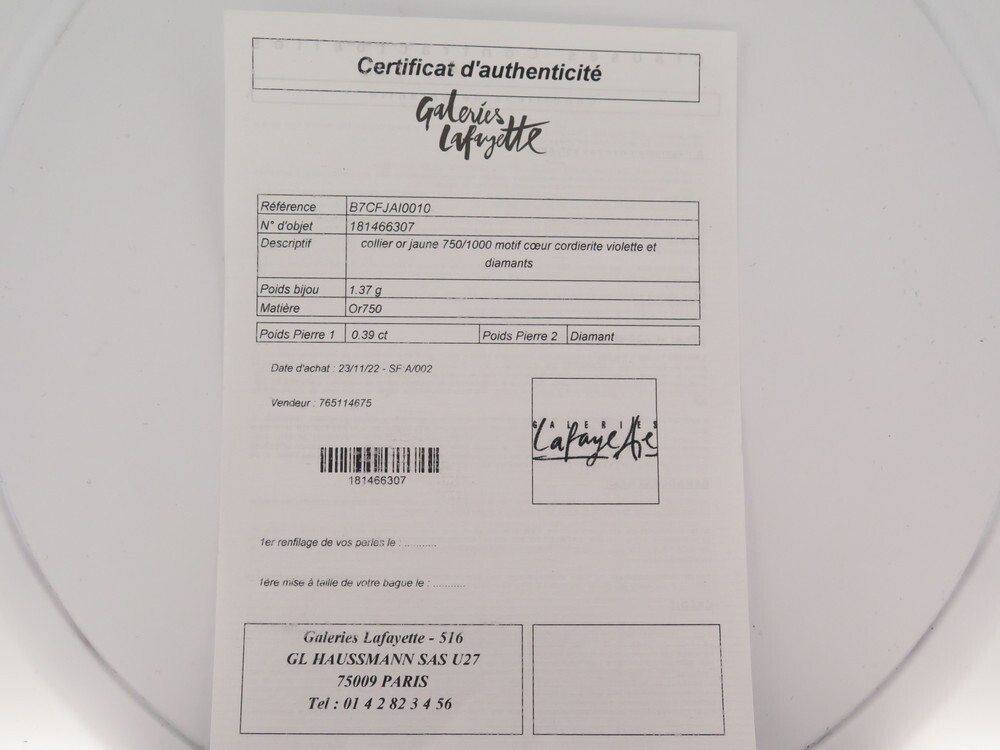 Certificat d'authenticité
Galeries
Lafayette
Référence B7CFJAI0010
N° d'objet 181466307
Descriptif collier or jaune 750/1000 motif cœur cordierite violette et
diamants
Poids bijou 1.37 g
Matière Or750
Poids Pierre 1 0.39 ct Poids Pierre 2 Diamant
Date d'achat : 23/11/22 - SF:A/002
Vendeur : 765114675
GALERIES
Lafayette
181466307
1er renfilage de vos perles le : ...........
1ère mise à taille de votre bague le : ...........
Galeries Lafayette - 516
GL HAUSSMANN SAS U27
75009 PARIS
Tel : 01 4 2 82 3 4 56